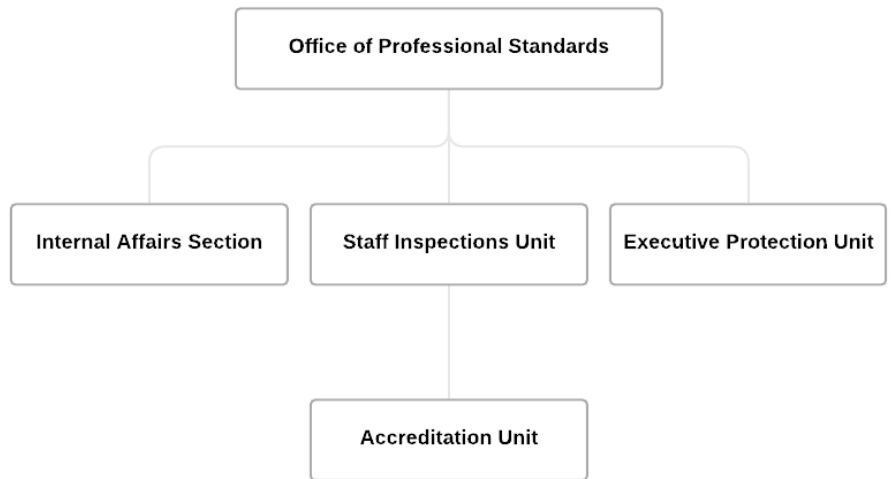 Office of Professional Standards
Internal Affairs Section
Staff Inspections Unit
Executive Protection Unit
Accreditation Unit